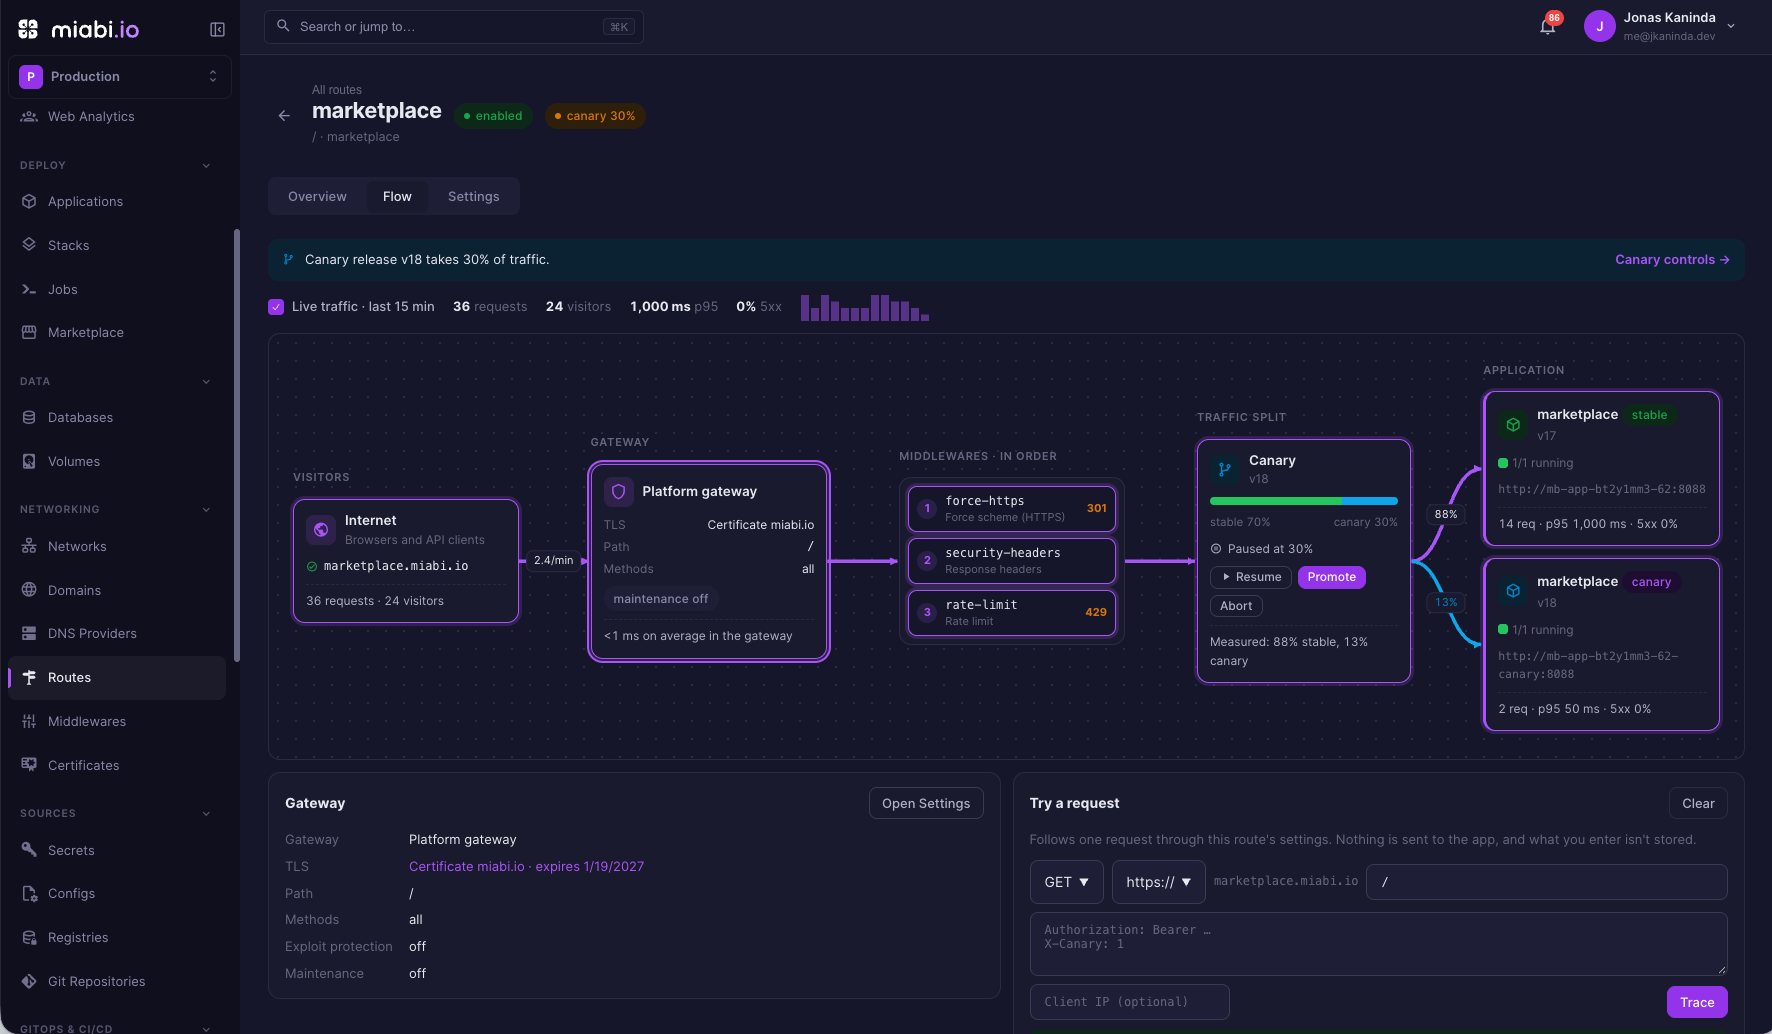 miabi.io
Search or jump to…
⌘K
86
J
Jonas Kaninda
me@jkaninda.dev
P
Production
Web Analytics
DEPLOY
Applications
Stacks
Jobs
Marketplace
DATA
Databases
Volumes
NETWORKING
Networks
Domains
DNS Providers
Routes
Middlewares
Certificates
SOURCES
Secrets
Configs
Registries
Git Repositories
GITOPS & CI/CD
All routes
marketplace
enabled
canary 30%
/ · marketplace
Overview
Flow
Settings
Canary release v18 takes 30% of traffic.
Canary controls →
Live traffic · last 15 min
36 requests
24 visitors
1,000 ms p95
0% 5xx
VISITORS
Internet
Browsers and API clients
marketplace.miabi.io
36 requests · 24 visitors
2.4/min
GATEWAY
Platform gateway
TLS
Certificate miabi.io
Path
/
Methods
all
maintenance off
<1 ms on average in the gateway
MIDDLEWARES · IN ORDER
1
force-https
Force scheme (HTTPS)
301
2
security-headers
Response headers
3
rate-limit
Rate limit
429
TRAFFIC SPLIT
Canary
v18
stable 70%
canary 30%
Paused at 30%
Resume
Promote
Abort
Measured: 88% stable, 13%
canary
88%
13%
APPLICATION
marketplace
stable
v17
1/1 running
http://mb-app-bt2y1mm3-62:8088
14 req · p95 1,000 ms · 5xx 0%
marketplace
canary
v18
1/1 running
http://mb-app-bt2y1mm3-62-
canary:8088
2 req · p95 50 ms · 5xx 0%
Gateway
Open Settings
Gateway
Platform gateway
TLS
Certificate miabi.io · expires 1/19/2027
Path
/
Methods
all
Exploit protection
off
Maintenance
off
Try a request
Clear
Follows one request through this route's settings. Nothing is sent to the app, and what you enter isn't stored.
GET ▼
https:// ▼
marketplace.miabi.io
/
Authorization: Bearer …
X-Canary: 1
Client IP (optional)
Trace